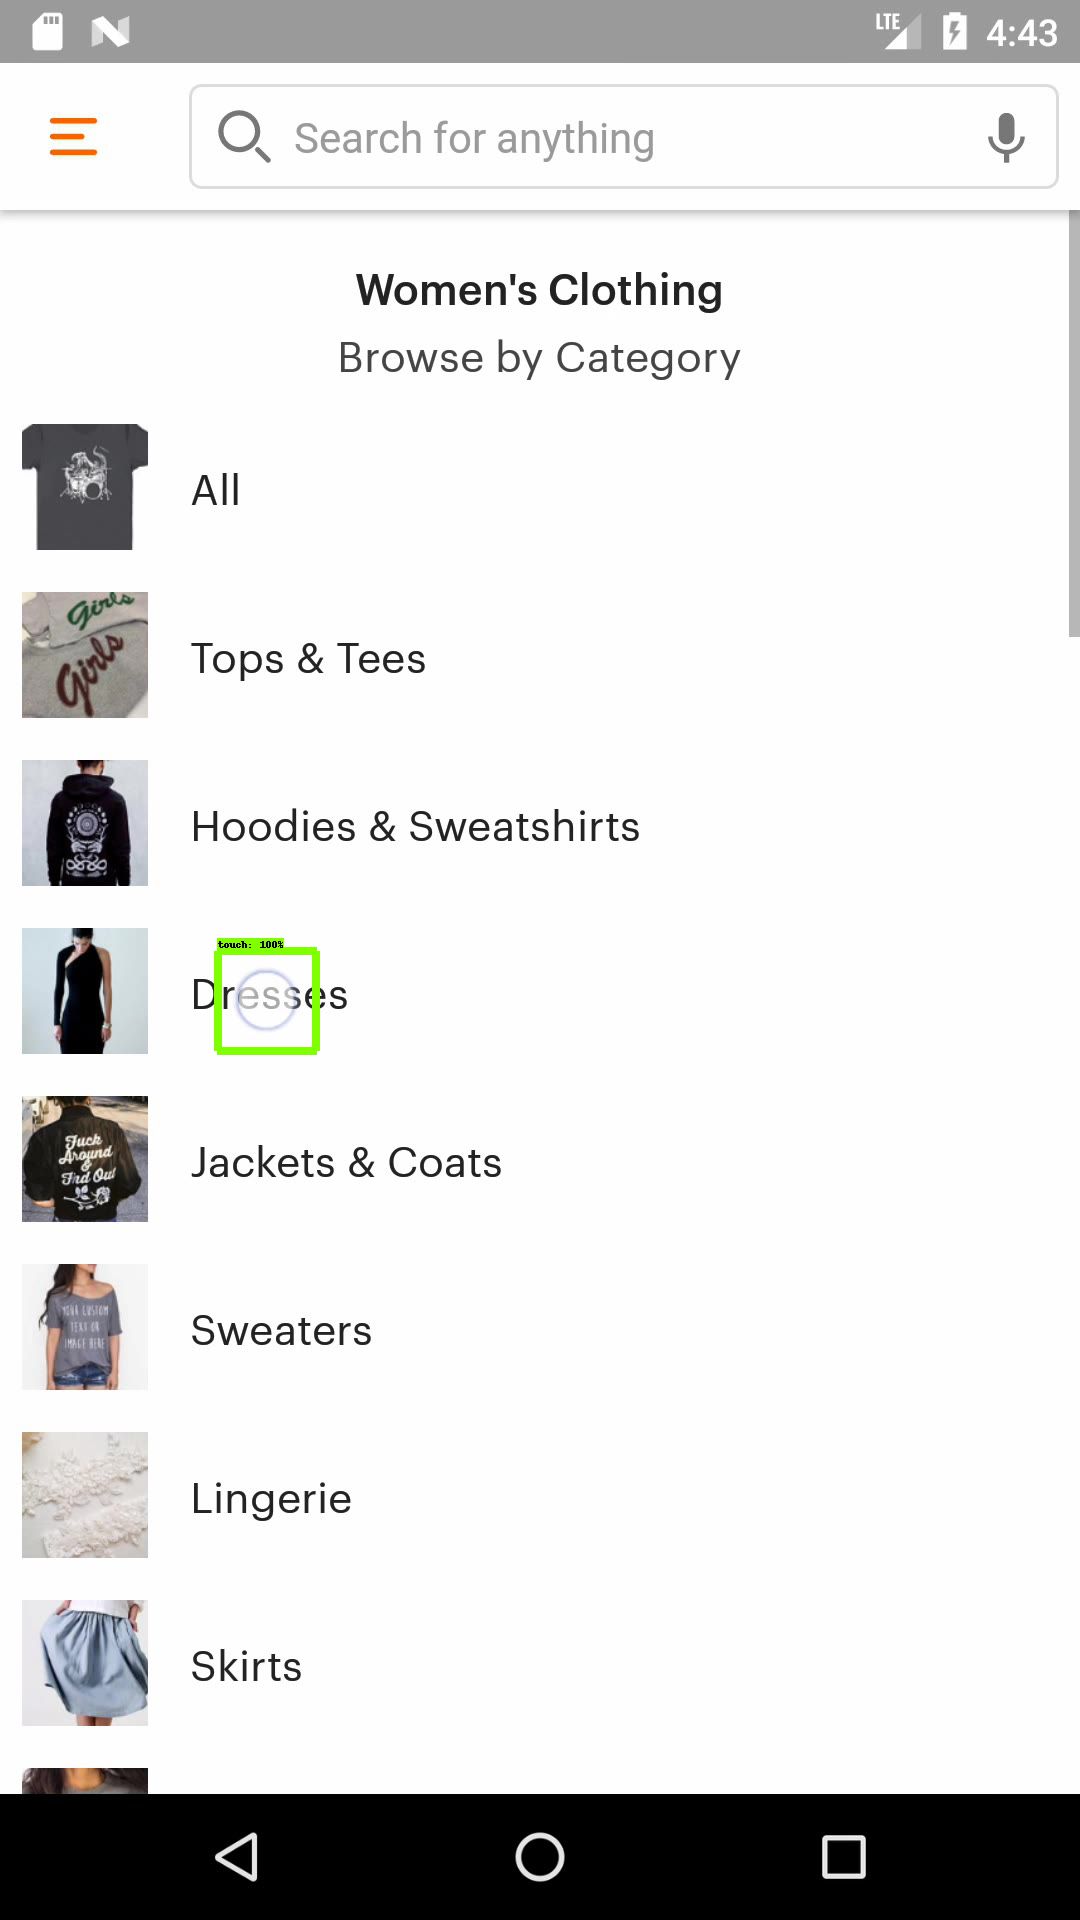 LTE 4:43
Search for anything
Women's Clothing
Browse by Category
All
Girls
Girls
Tops & Tees
Hoodies & Sweatshirts
touch: 100%
Dresses
Fuck
Around
&
Find Out
Jackets & Coats
YOUR CUSTOM
TEXT OR
IMAGE HERE
Sweaters
Lingerie
Skirts